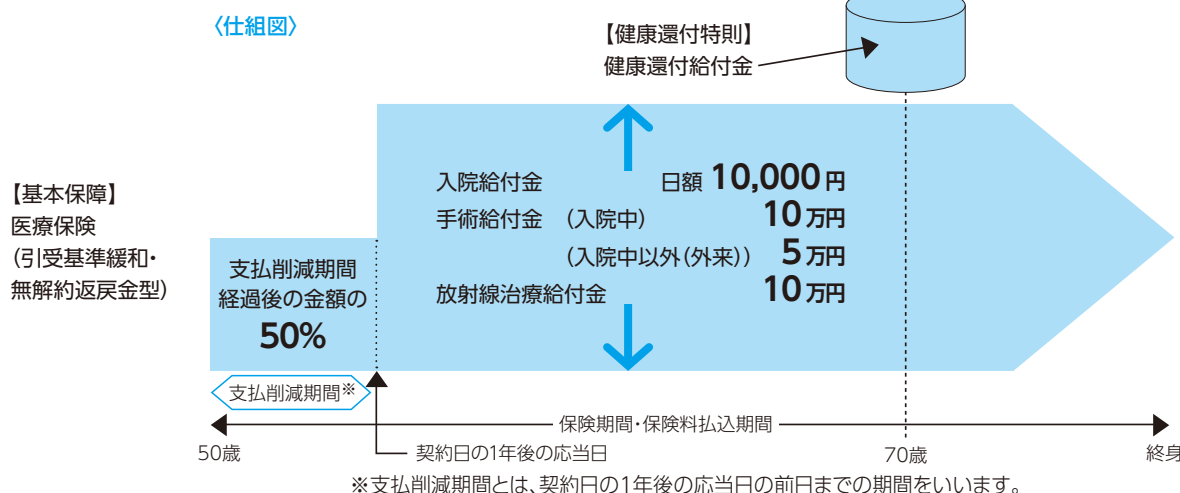 〈仕組図〉
【健康還付特則】
健康還付給付金
【基本保障】
医療保険
(引受基準緩和・
無解約返戻金型)
入院給付金 日額 10,000円
手術給付金 (入院中) 10万円
(入院中以外(外来)) 5万円
放射線治療給付金 10万円
支払削減期間
経過後の金額の
50%
支払削減期間※
保険期間・保険料払込期間
50歳 契約日の1年後の応当日 70歳 終身
※支払削減期間とは、契約日の1年後の応当日の前日までの期間をいいます。